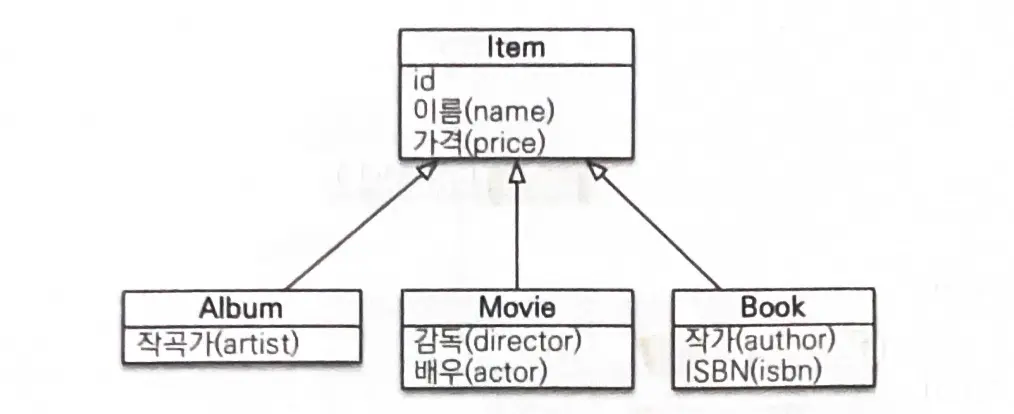 Item
id
이름(name)
가격(price)
Album
작곡가(artist)
Movie
감독(director)
배우(actor)
Book
작가(author)
ISBN(isbn)